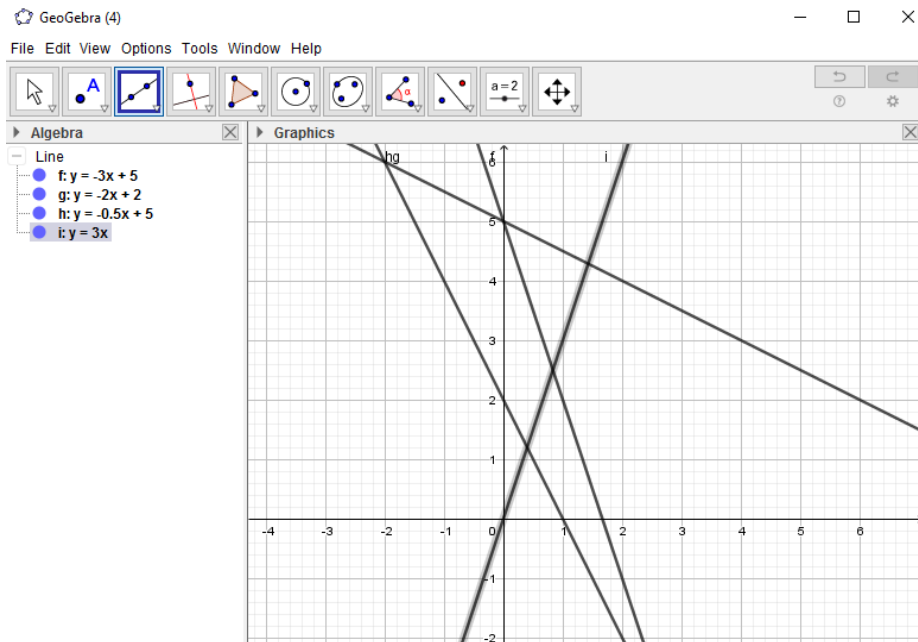 GeoGebra (4)
File Edit View Options Tools Window Help
A
α
a=2
Algebra
Graphics
Line
f: y = -3x + 5
g: y = -2x + 2
h: y = -0.5x + 5
i: y = 3x
hg f i
6
5
4
3
2
1
-4 -3 -2 -1 0 1 2 3 4 5 6
-1
-2